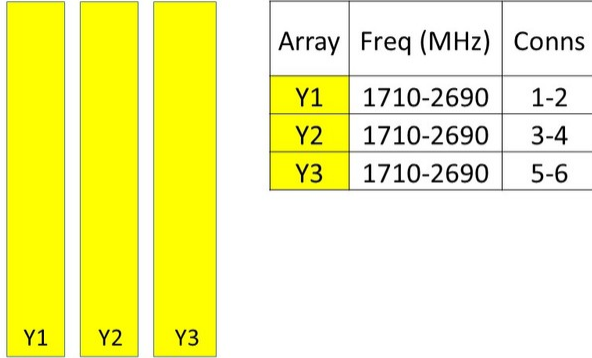 Array Freq (MHz) Conns
Y1 1710-2690 1-2
Y2 1710-2690 3-4
Y3 1710-2690 5-6
Y1 Y2 Y3